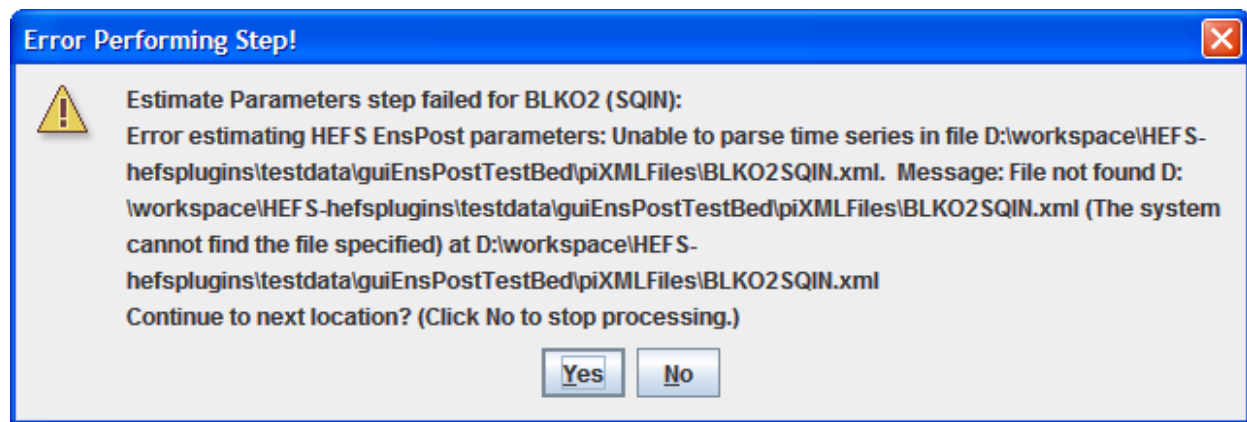 Error Performing Step!
Estimate Parameters step failed for BLKO2 (SQIN):
Error estimating HEFS EnsPost parameters: Unable to parse time series in file D:\workspace\HEFS-
hefsplugins\testdata\guiEnsPostTestBed\piXMLFiles\BLKO2SQIN.xml.  Message: File not found D:
\workspace\HEFS-hefsplugins\testdata\guiEnsPostTestBed\piXMLFiles\BLKO2SQIN.xml (The system
cannot find the file specified) at D:\workspace\HEFS-
hefsplugins\testdata\guiEnsPostTestBed\piXMLFiles\BLKO2SQIN.xml
Continue to next location? (Click No to stop processing.)
Yes No